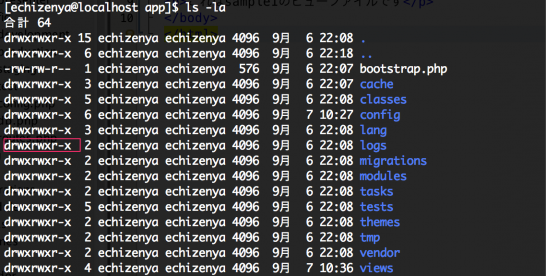 [echizenya@localhost app]$ ls -la
合計 64
drwxrwxr-x 15 echizenya echizenya 4096 9月 6 22:08 .
drwxrwxr-x 6 echizenya echizenya 4096 9月 6 22:18 ..
-rw-rw-r-- 1 echizenya echizenya 576 9月 6 22:07 bootstrap.php
drwxrwxr-x 3 echizenya echizenya 4096 9月 6 22:07 cache
drwxrwxr-x 5 echizenya echizenya 4096 9月 6 22:08 classes
drwxrwxr-x 6 echizenya echizenya 4096 9月 7 10:27 config
drwxrwxr-x 3 echizenya echizenya 4096 9月 6 22:08 lang
drwxrwxr-x 2 echizenya echizenya 4096 9月 6 22:08 logs
drwxrwxr-x 2 echizenya echizenya 4096 9月 6 22:08 migrations
drwxrwxr-x 2 echizenya echizenya 4096 9月 6 22:08 modules
drwxrwxr-x 2 echizenya echizenya 4096 9月 6 22:08 tasks
drwxrwxr-x 5 echizenya echizenya 4096 9月 6 22:08 tests
drwxrwxr-x 2 echizenya echizenya 4096 9月 6 22:08 themes
drwxrwxr-x 2 echizenya echizenya 4096 9月 6 22:08 tmp
drwxrwxr-x 2 echizenya echizenya 4096 9月 6 22:08 vendor
drwxrwxr-x 4 echizenya echizenya 4096 9月 7 10:36 views